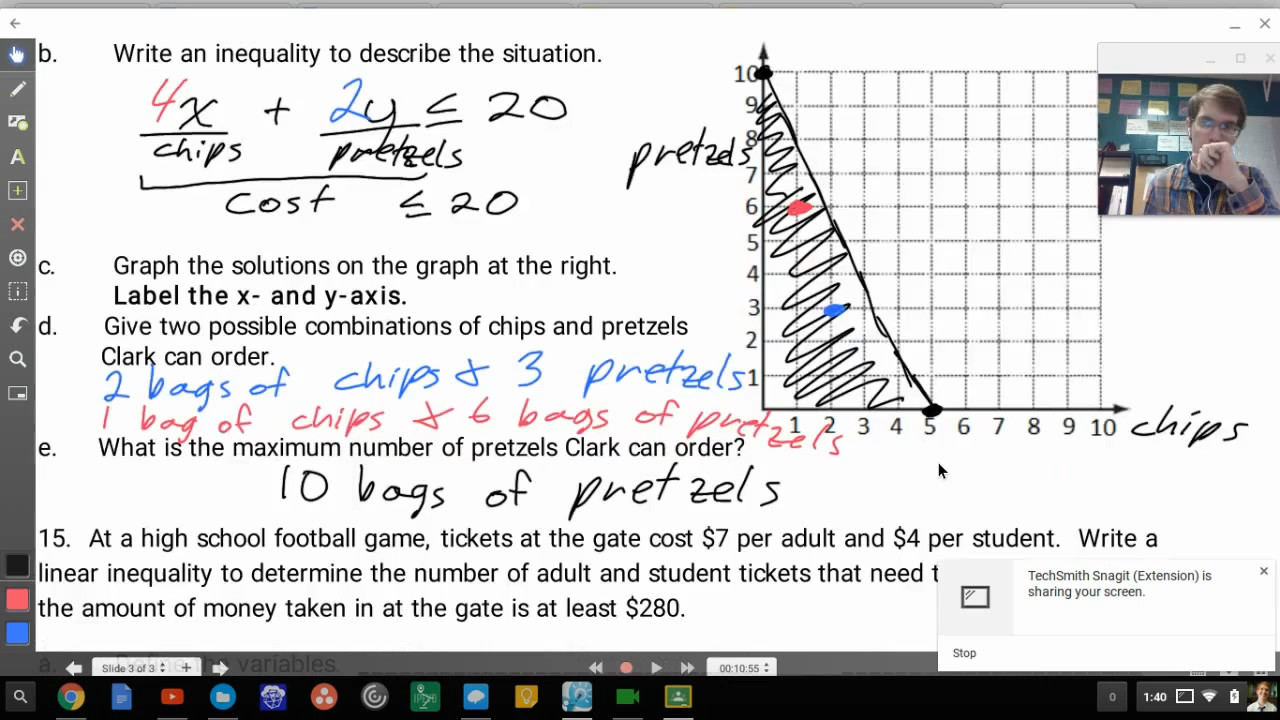 b. Write an inequality to describe the situation.
4x + 2y ≤ 20
chips pretzels
cost ≤ 20
c. Graph the solutions on the graph at the right.
Label the x- and y-axis.
d. Give two possible combinations of chips and pretzels
Clark can order.
2 bags of chips & 3 pretzels
1 bag of chips & 6 bags of pretzels
e. What is the maximum number of pretzels Clark can order?
10 bags of pretzels
pretzels
10
9
8
7
6
5
4
3
2
1
1 2 3 4 5 6 7 8 9 10 chips
15. At a high school football game, tickets at the gate cost $7 per adult and $4 per student. Write a
linear inequality to determine the number of adult and student tickets that need t
the amount of money taken in at the gate is at least $280.
a. the variables.
TechSmith Snagit (Extension) is
sharing your screen.
Stop
Slide 3 of 3
00:10:55
0
1:40